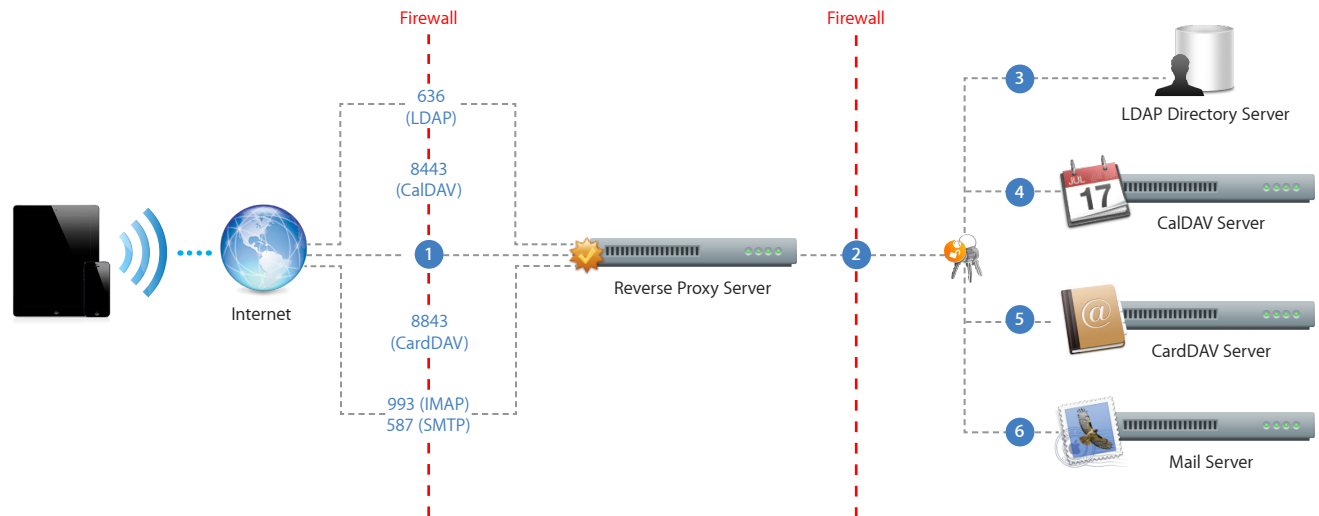 Firewall
Firewall
636
(LDAP)
8443
(CalDAV)
1
8843
(CardDAV)
993 (IMAP)
587 (SMTP)
Internet
Reverse Proxy Server
2
3
LDAP Directory Server
4
JUL
17
CalDAV Server
5
@
CardDAV Server
6
Mail Server